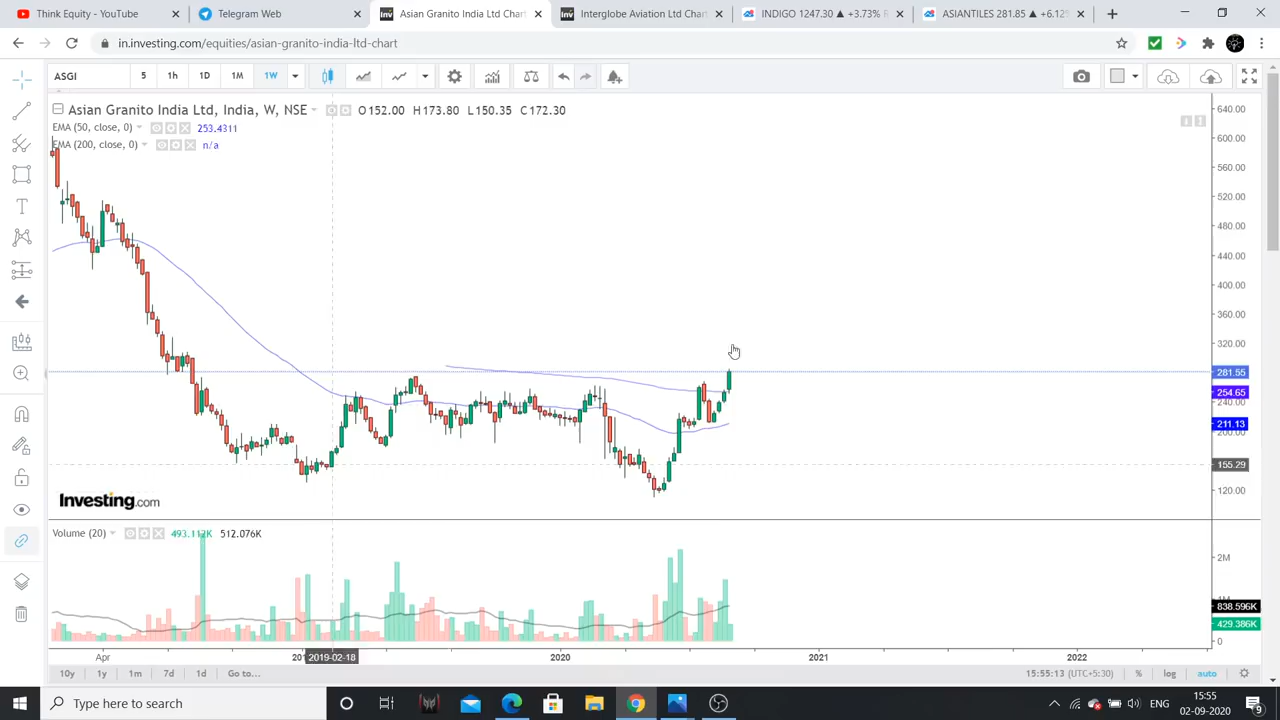 Think Equity - YouTube
Telegram Web
Asian Granito India Ltd Chart
Interglobe Aviation Ltd Chart
INDIGO 1247.30 ▲ +3.73% R
ASIANTILES 281.85 ▲ +6.12%
in.investing.com/equities/asian-granito-india-ltd-chart
ASGI 5 1h 1D 1M 1W
Asian Granito India Ltd, India, W, NSE O152.00 H173.80 L150.35 C172.30
EMA (50, close, 0) 253.4311
EMA (200, close, 0) n/a
640.00
600.00
560.00
520.00
480.00
440.00
400.00
360.00
320.00
281.55
254.65
240.00
211.13
200.00
155.29
120.00
Investing.com
Volume (20) 493.112K 512.076K
2M
838.596K
429.386K
0
Apr 2019-02-18 2020 2021 2022
10y 1y 1m 7d 1d Go to... 15:55:13 (UTC+5:30) % log auto
Type here to search
ENG
15:55
02-09-2020
9